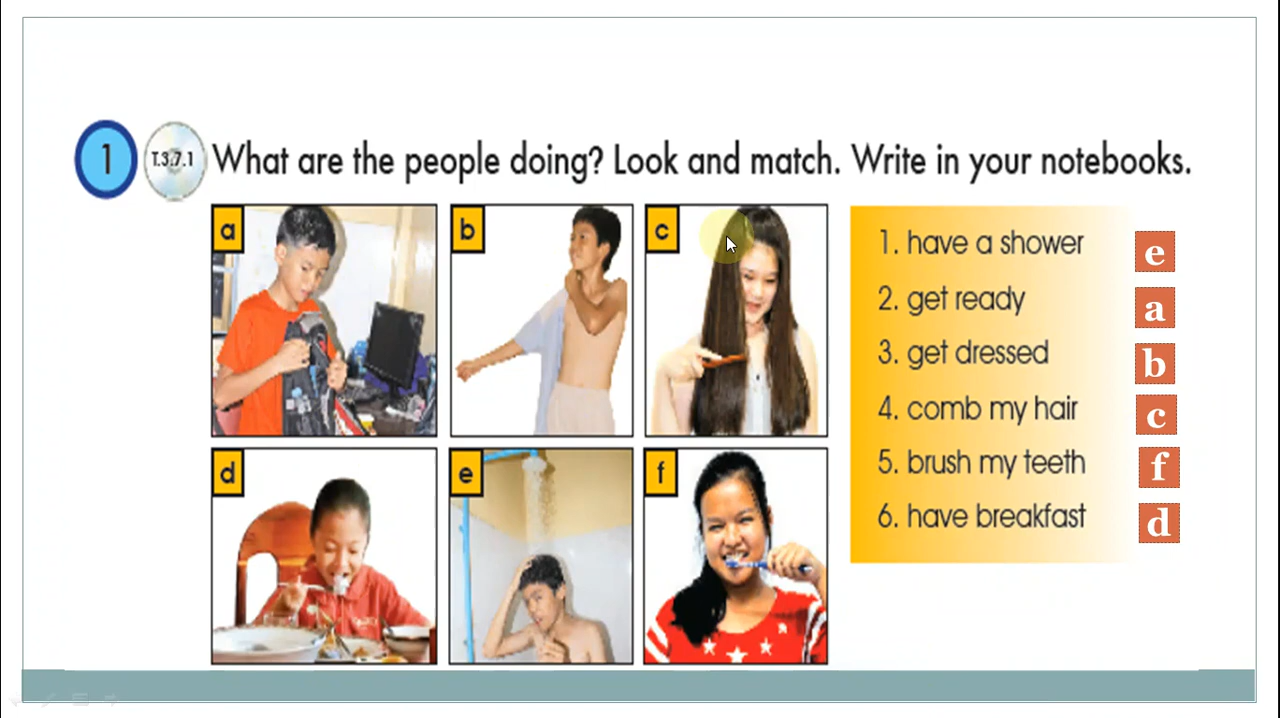 1 T.3.7.1 What are the people doing? Look and match. Write in your notebooks.
a
b
c
d
e
f
1. have a shower e
2. get ready a
3. get dressed b
4. comb my hair c
5. brush my teeth f
6. have breakfast d